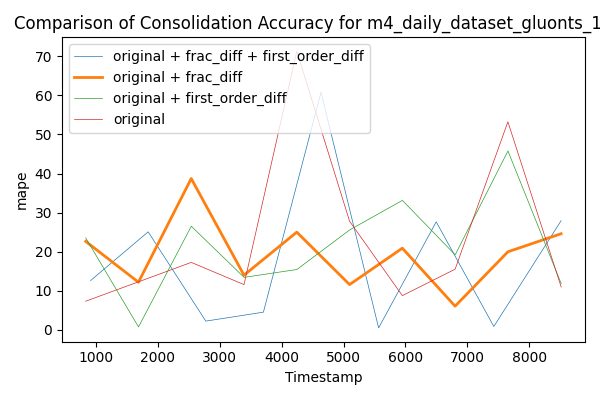 Comparison of Consolidation Accuracy for m4_daily_dataset_gluonts_1
original + frac_diff + first_order_diff
original + frac_diff
original + first_order_diff
original
mape
70
60
50
40
30
20
10
0
1000 2000 3000 4000 5000 6000 7000 8000
Timestamp